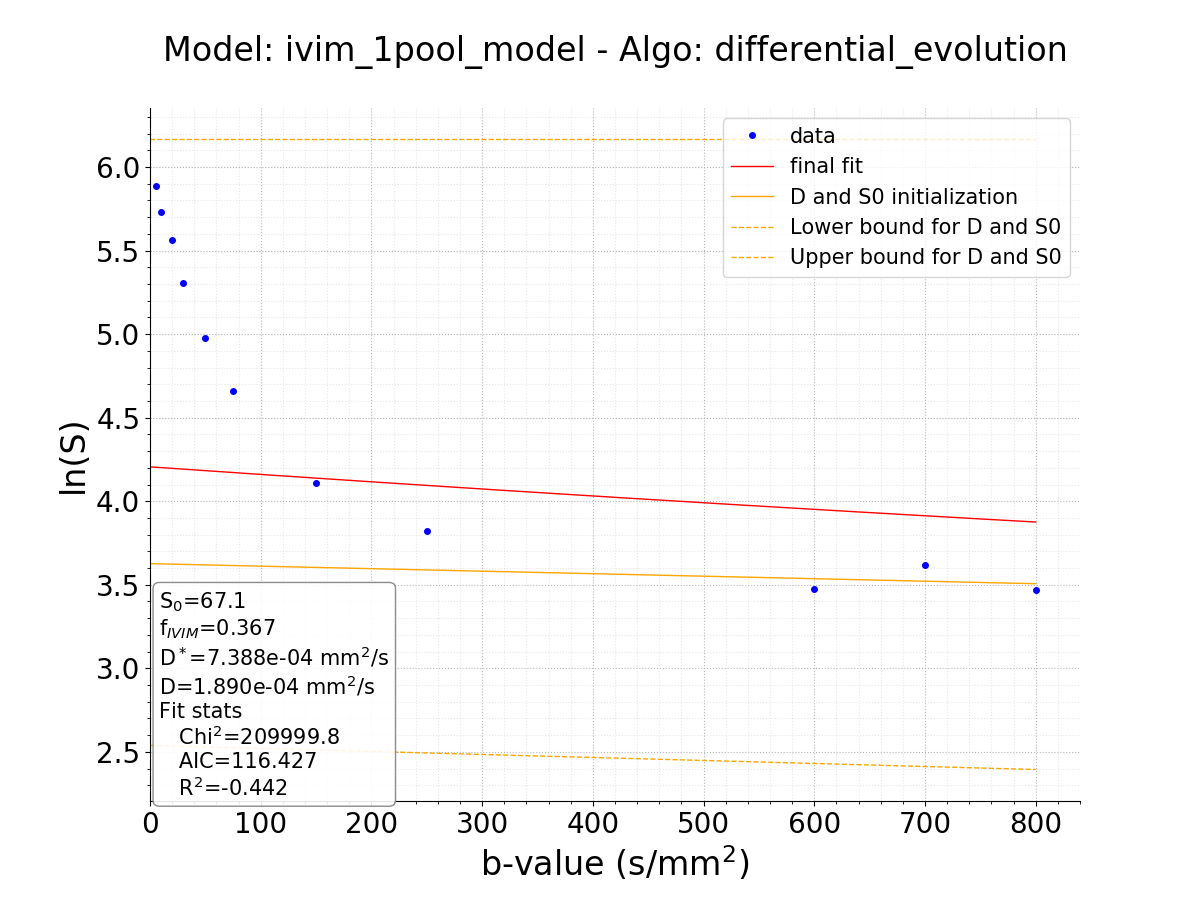 Model: ivim_1pool_model - Algo: differential_evolution
data
final fit
D and S0 initialization
Lower bound for D and S0
Upper bound for D and S0
6.0
5.5
5.0
4.5
4.0
3.5
3.0
2.5
ln(S)
S₀=67.1
f_IVIM=0.367
D*=7.388e-04 mm²/s
D=1.890e-04 mm²/s
Fit stats
Chi²=209999.8
AIC=116.427
R²=-0.442
0 100 200 300 400 500 600 700 800
b-value (s/mm²)